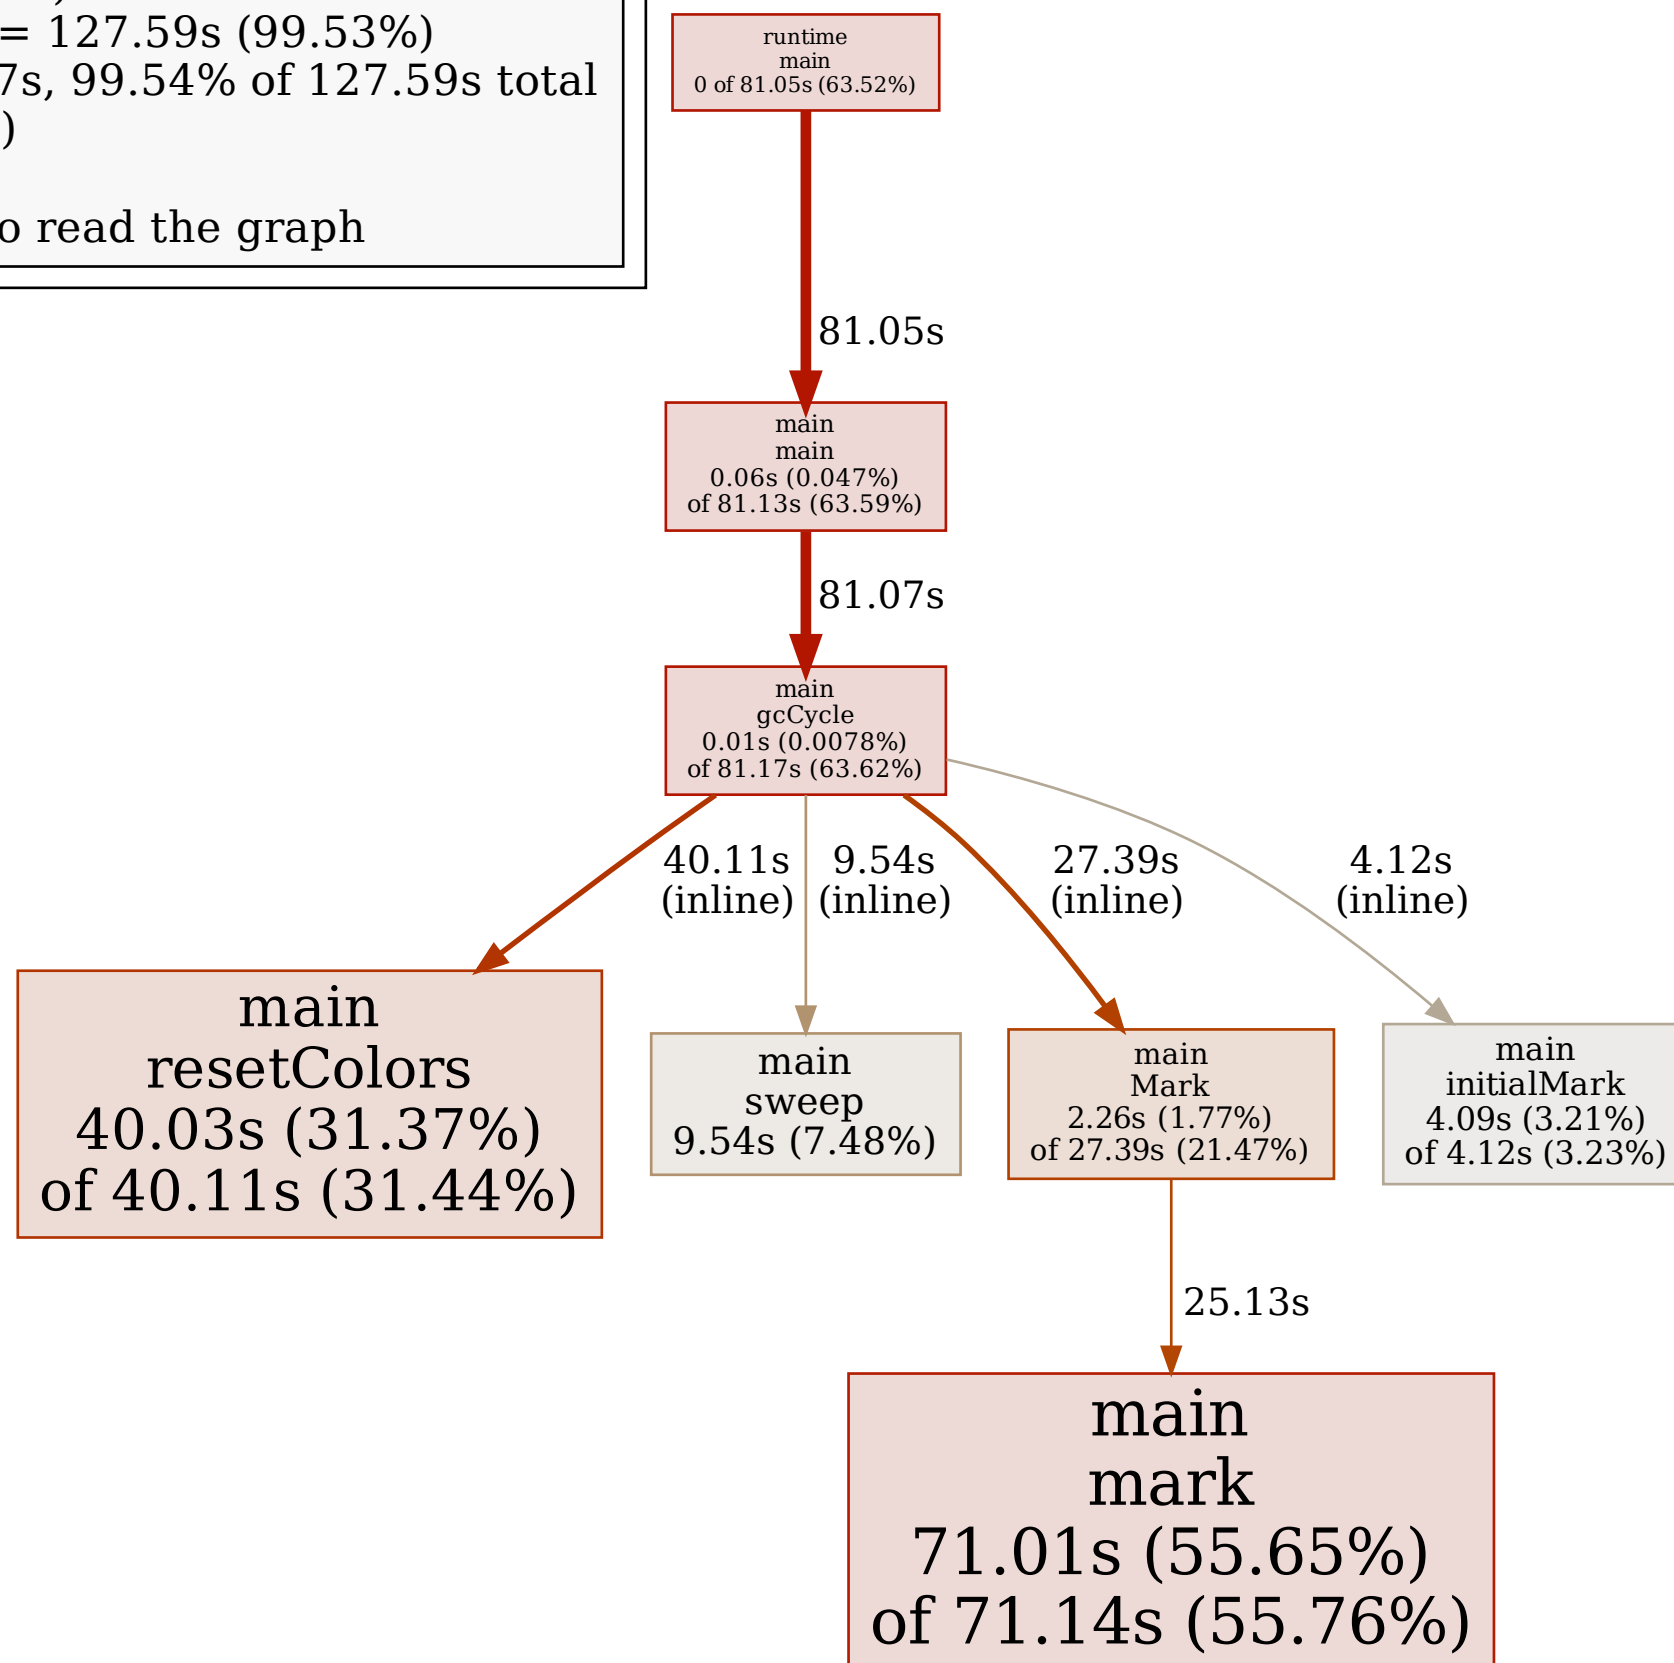 = 127.59s (99.53%)
7s, 99.54% of 127.59s total
)
o read the graph
runtime
main
0 of 81.05s (63.52%)
81.05s
main
main
0.06s (0.047%)
of 81.13s (63.59%)
81.07s
main
gcCycle
0.01s (0.0078%)
of 81.17s (63.62%)
40.11s
(inline)
9.54s
(inline)
27.39s
(inline)
4.12s
(inline)
main
resetColors
40.03s (31.37%)
of 40.11s (31.44%)
main
sweep
9.54s (7.48%)
main
Mark
2.26s (1.77%)
of 27.39s (21.47%)
main
initialMark
4.09s (3.21%)
of 4.12s (3.23%)
25.13s
main
mark
71.01s (55.65%)
of 71.14s (55.76%)